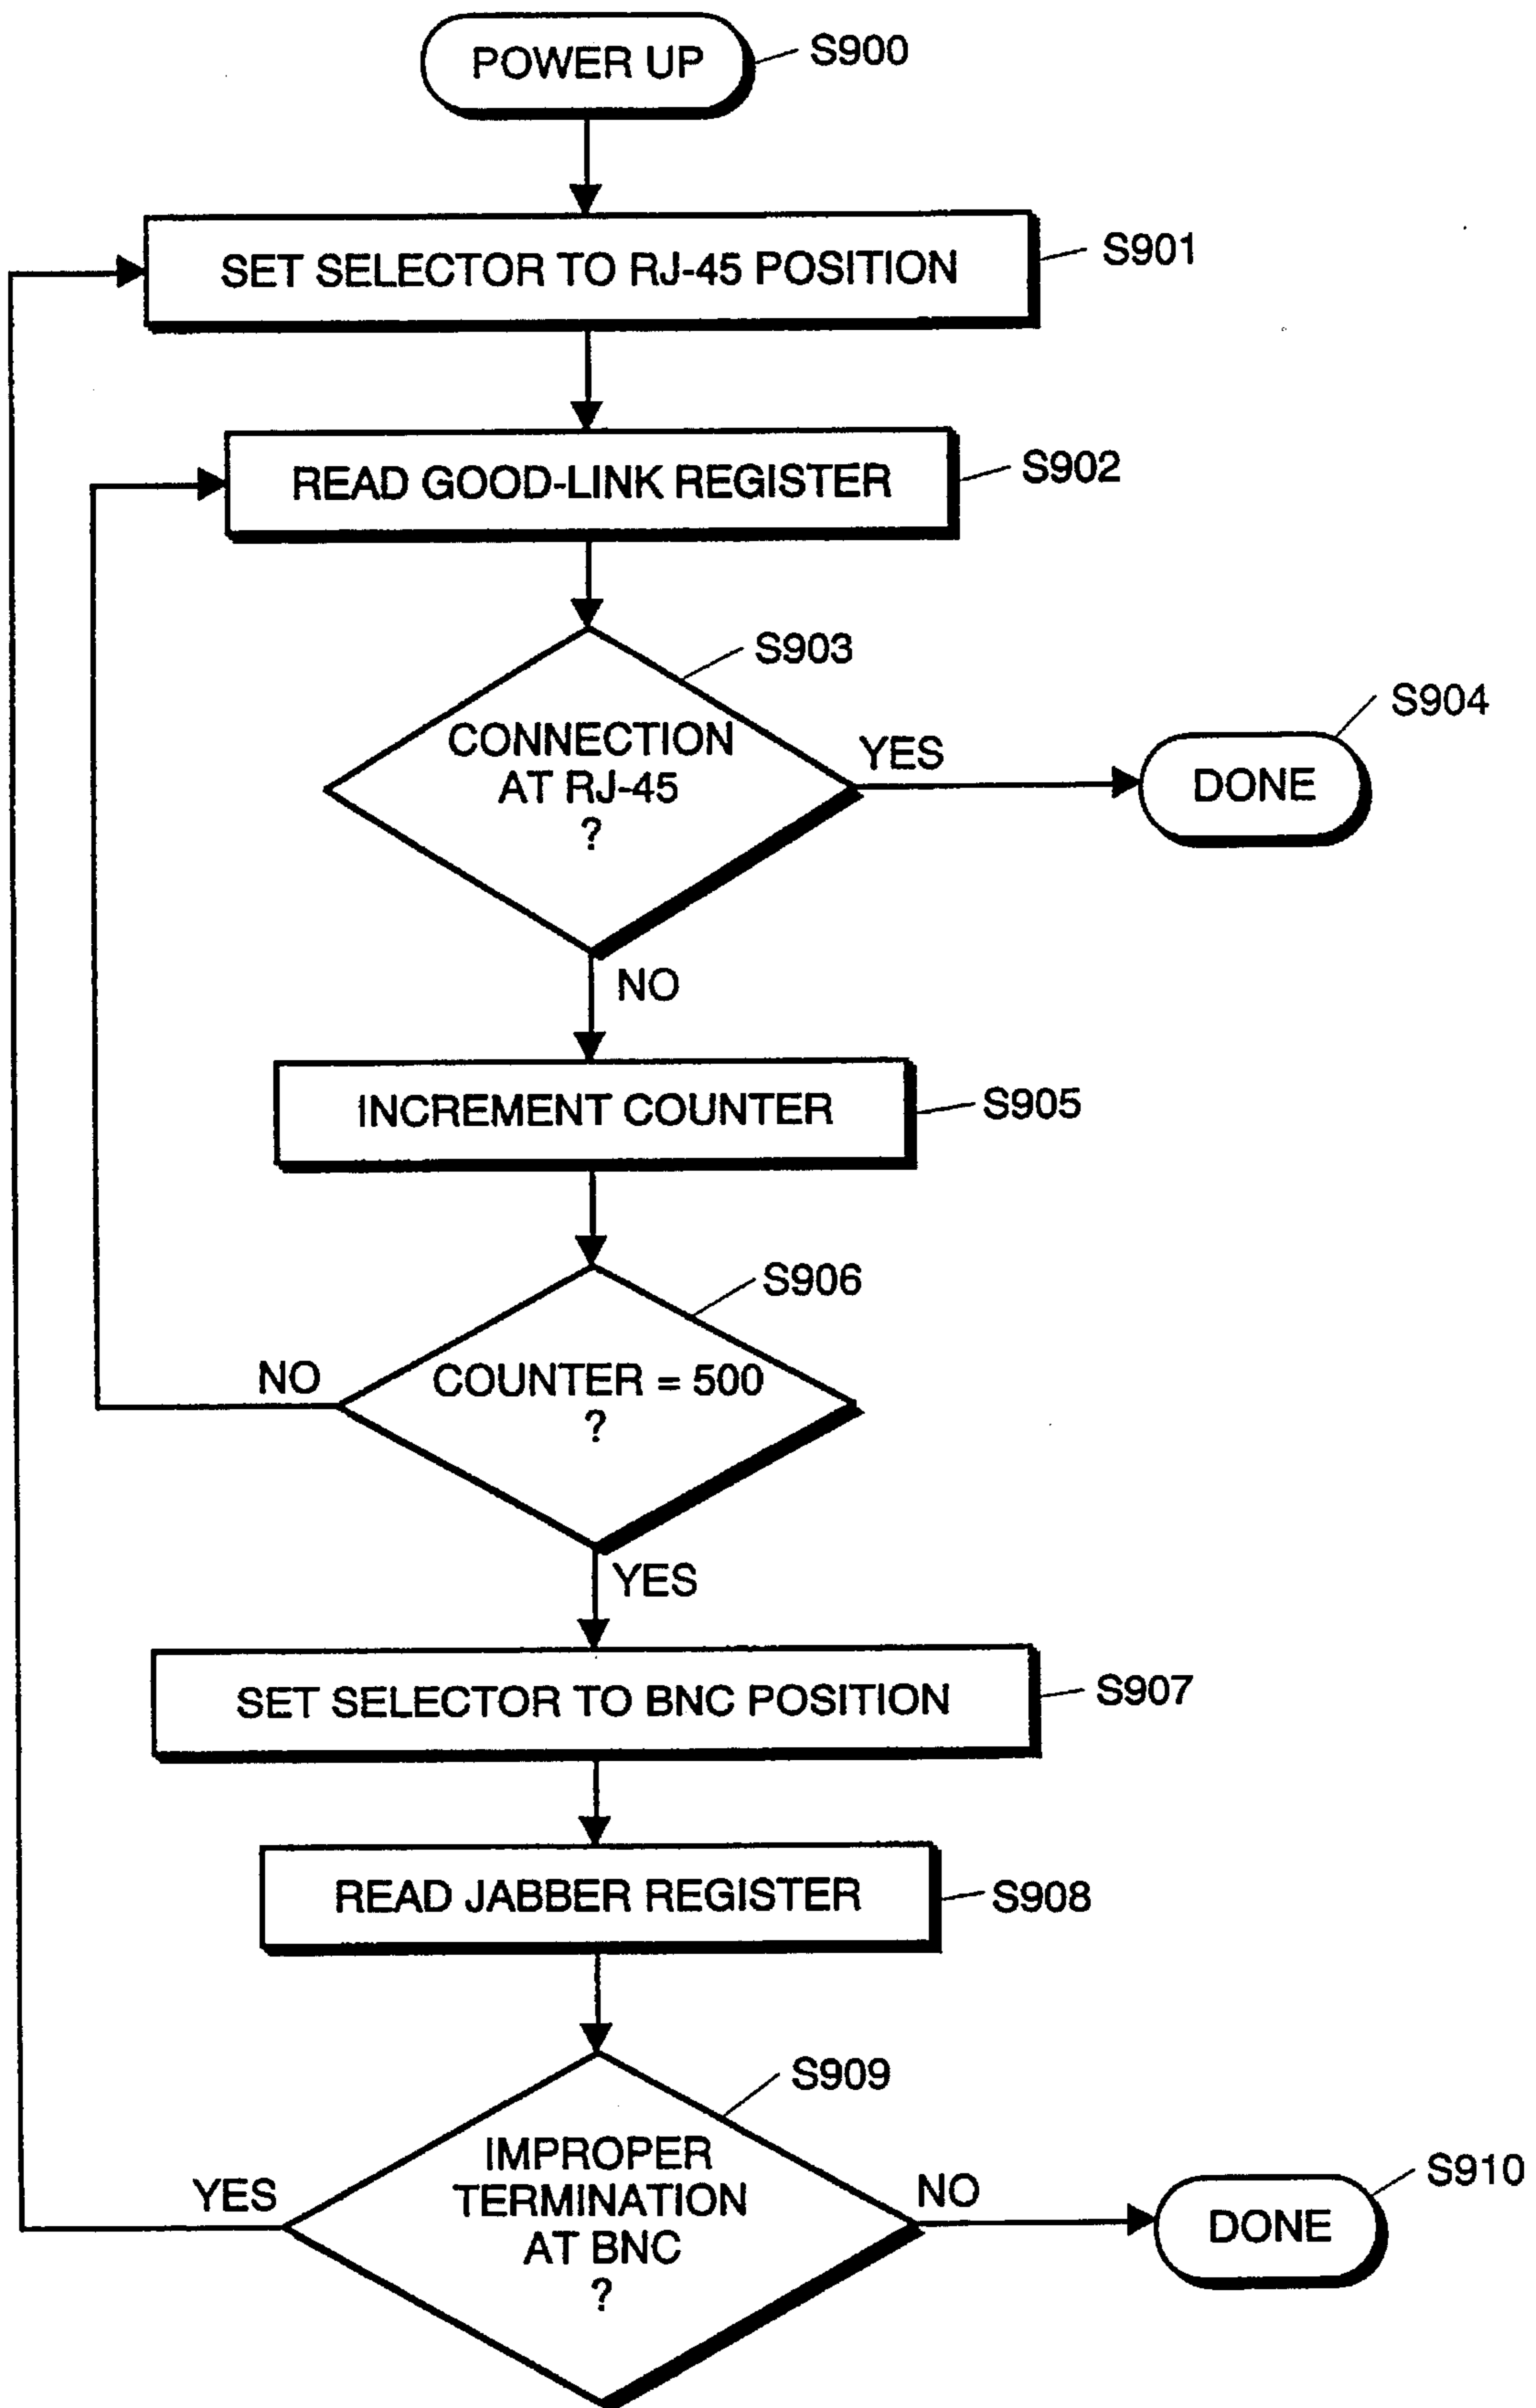 POWER UP
S900
SET SELECTOR TO RJ-45 POSITION
S901
READ GOOD-LINK REGISTER
S902
S903
CONNECTION
AT RJ-45
?
YES
S904
DONE
NO
INCREMENT COUNTER
S905
S906
COUNTER = 500
?
NO
YES
SET SELECTOR TO BNC POSITION
S907
READ JABBER REGISTER
S908
S909
IMPROPER
TERMINATION
AT BNC
?
YES
NO
S910
DONE